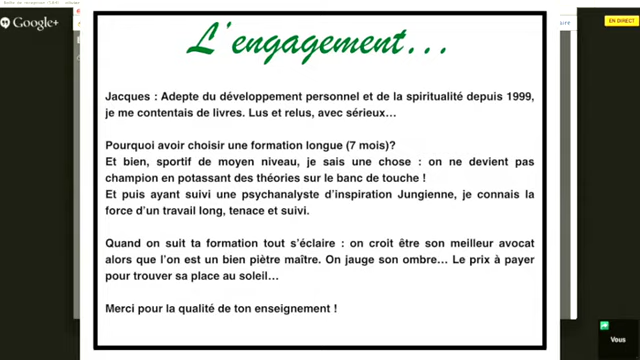 Google+
EN DIRECT
L'engagement...
Jacques : Adepte du développement personnel et de la spiritualité depuis 1999,
je me contentais de livres. Lus et relus, avec sérieux...
Pourquoi avoir choisir une formation longue (7 mois)?
Et bien, sportif de moyen niveau, je sais une chose : on ne devient pas
champion en potassant des théories sur le banc de touche !
Et puis ayant suivi une psychanalyste d'inspiration Jungienne, je connais la
force d'un travail long, tenace et suivi.
Quand on suit ta formation tout s'éclaire : on croit être son meilleur avocat
alors que l'on est un bien piètre maître. On jauge son ombre... Le prix à payer
pour trouver sa place au soleil...
Merci pour la qualité de ton enseignement !
Vous